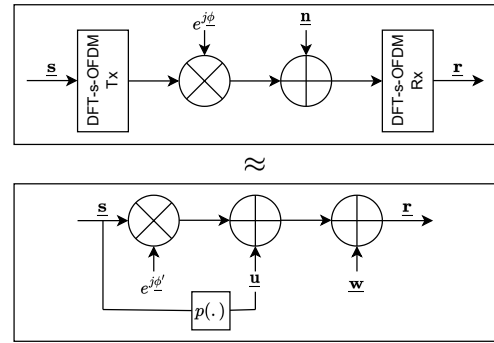 e^{jϕ} n
s DFT-s-OFDM Tx DFT-s-OFDM Rx r
≈
s r
e^{jϕ'} u w
p(.)